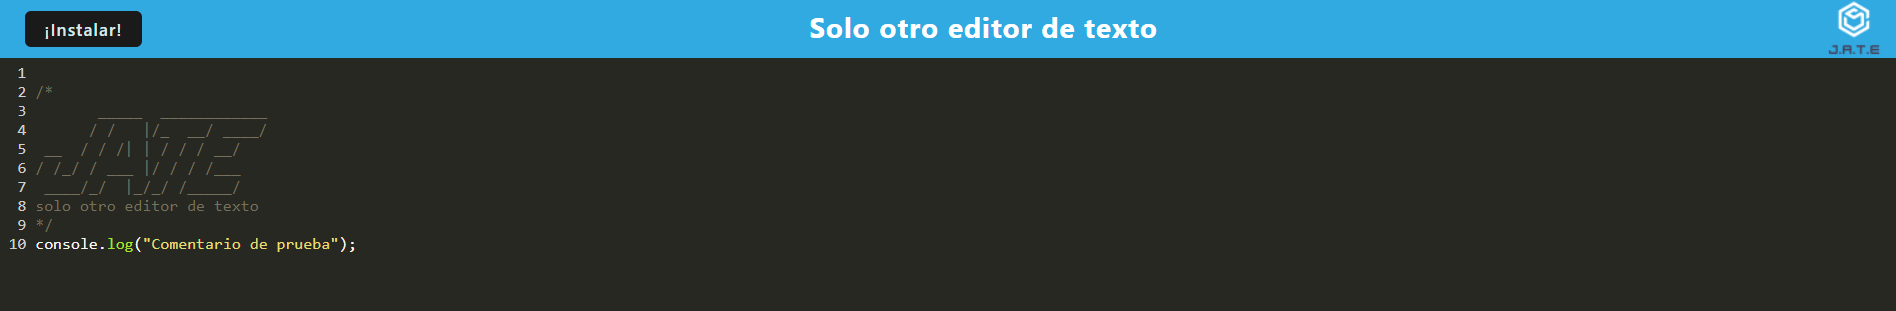 ¡Instalar!
Solo otro editor de texto
J.A.T.E
1
2 /*
3        _____  ____________
4       / /   |/_  __/ ____/
5  __  / / /| | / / / __/
6 / /_/ / ___ |/ / / /___
7  ____/_/  |_/_/ /_____/
8 solo otro editor de texto
9 */
10 console.log("Comentario de prueba");